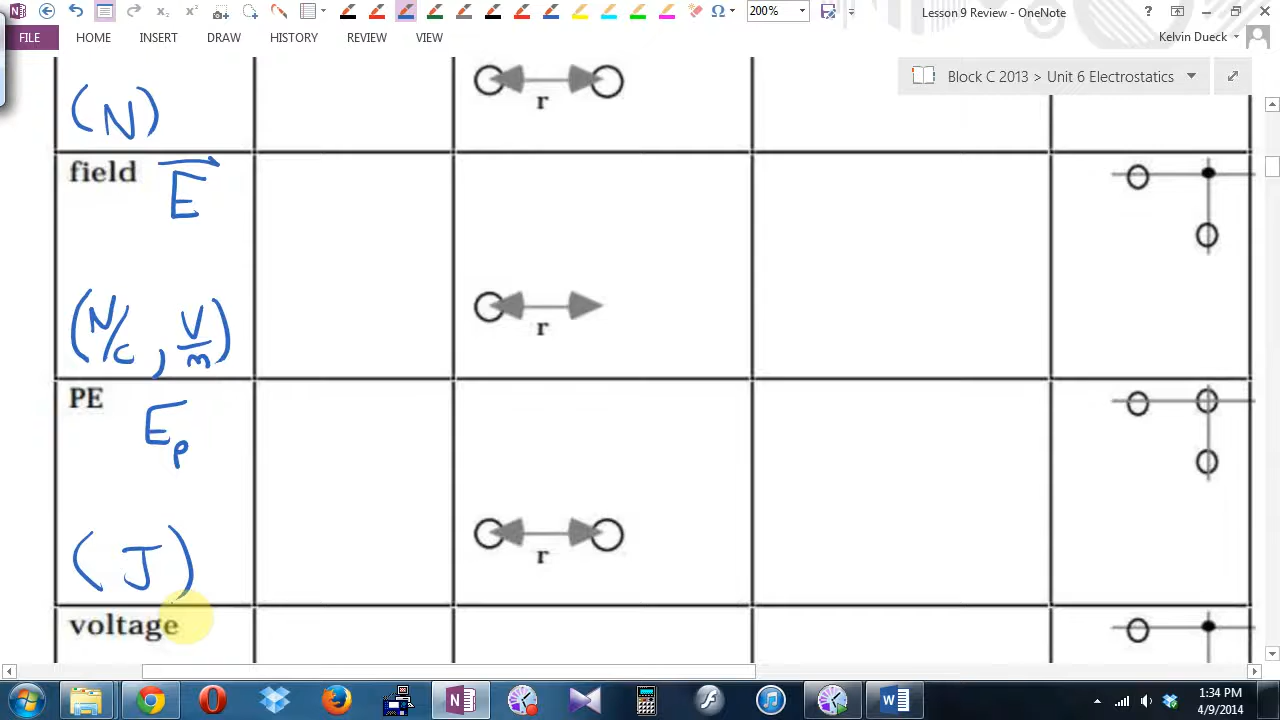 200%
Lesson 9 Review - OneNote
FILE
HOME
INSERT
DRAW
HISTORY
REVIEW
VIEW
Kelvin Dueck
Block C 2013 > Unit 6 Electrostatics
(N)
r
field E
(N/C, V/m)
r
PE
Ep
(J)
r
voltage
1:34 PM
4/9/2014